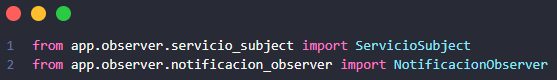 1 from app.observer.servicio_subject import ServicioSubject
2 from app.observer.notificacion_observer import NotificacionObserver